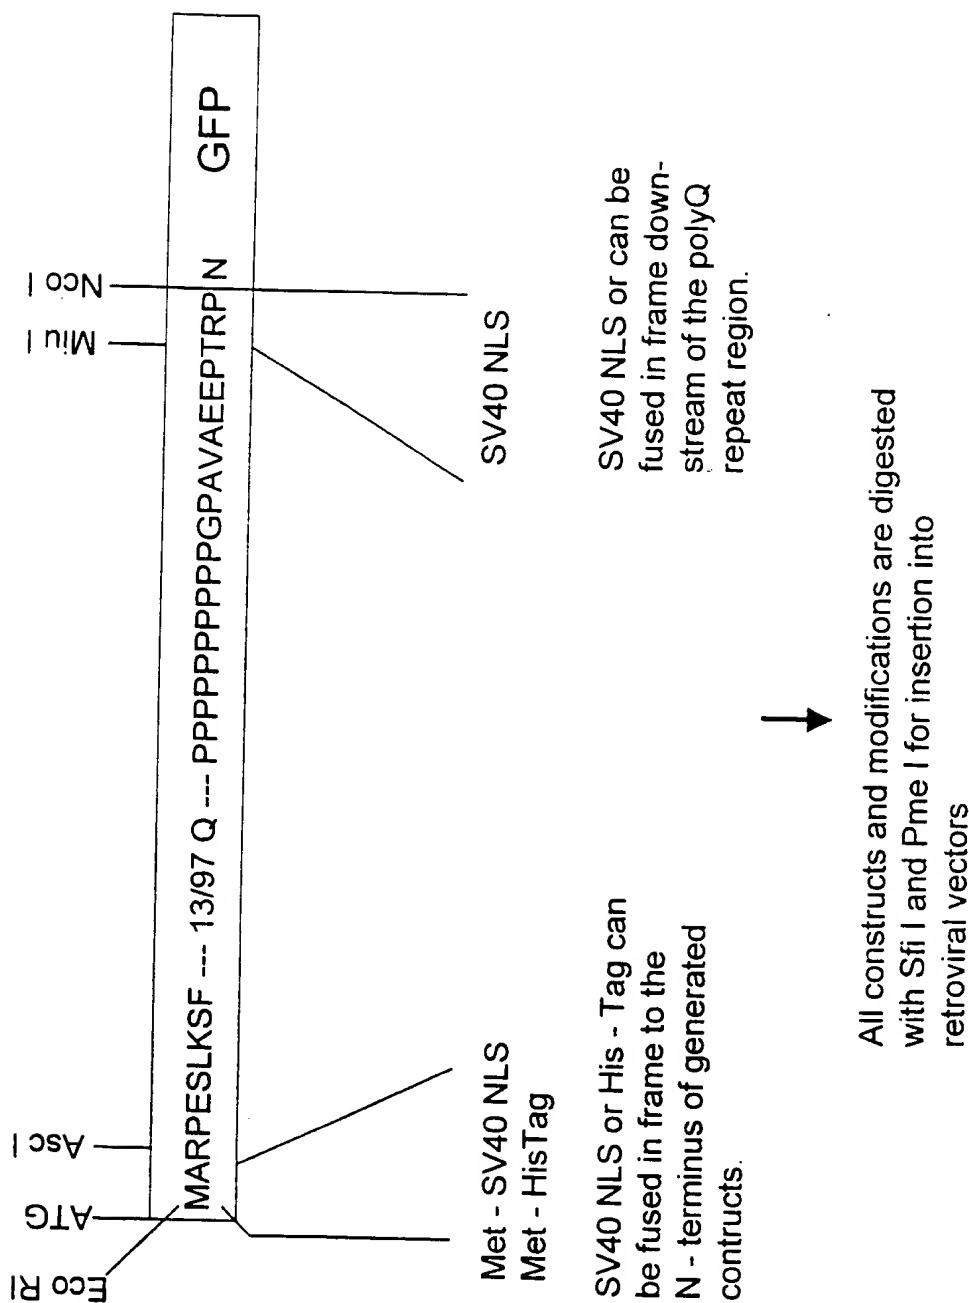 Eco RI
ATG
Asc I
Miu I
Nco I
MARPESLKSF --- 13/97 Q --- PPPPPPPPPPPGPAVAEEPTRPIN GFP
Met - SV40 NLS
Met - HisTag
SV40 NLS or His - Tag can
be fused in frame to the
N - terminus of generated
contructs.
SV40 NLS
SV40 NLS or can be
fused in frame down-
stream of the polyQ
repeat region.
All constructs and modifications are digested
with Sfi I and Pme I for insertion into
retroviral vectors